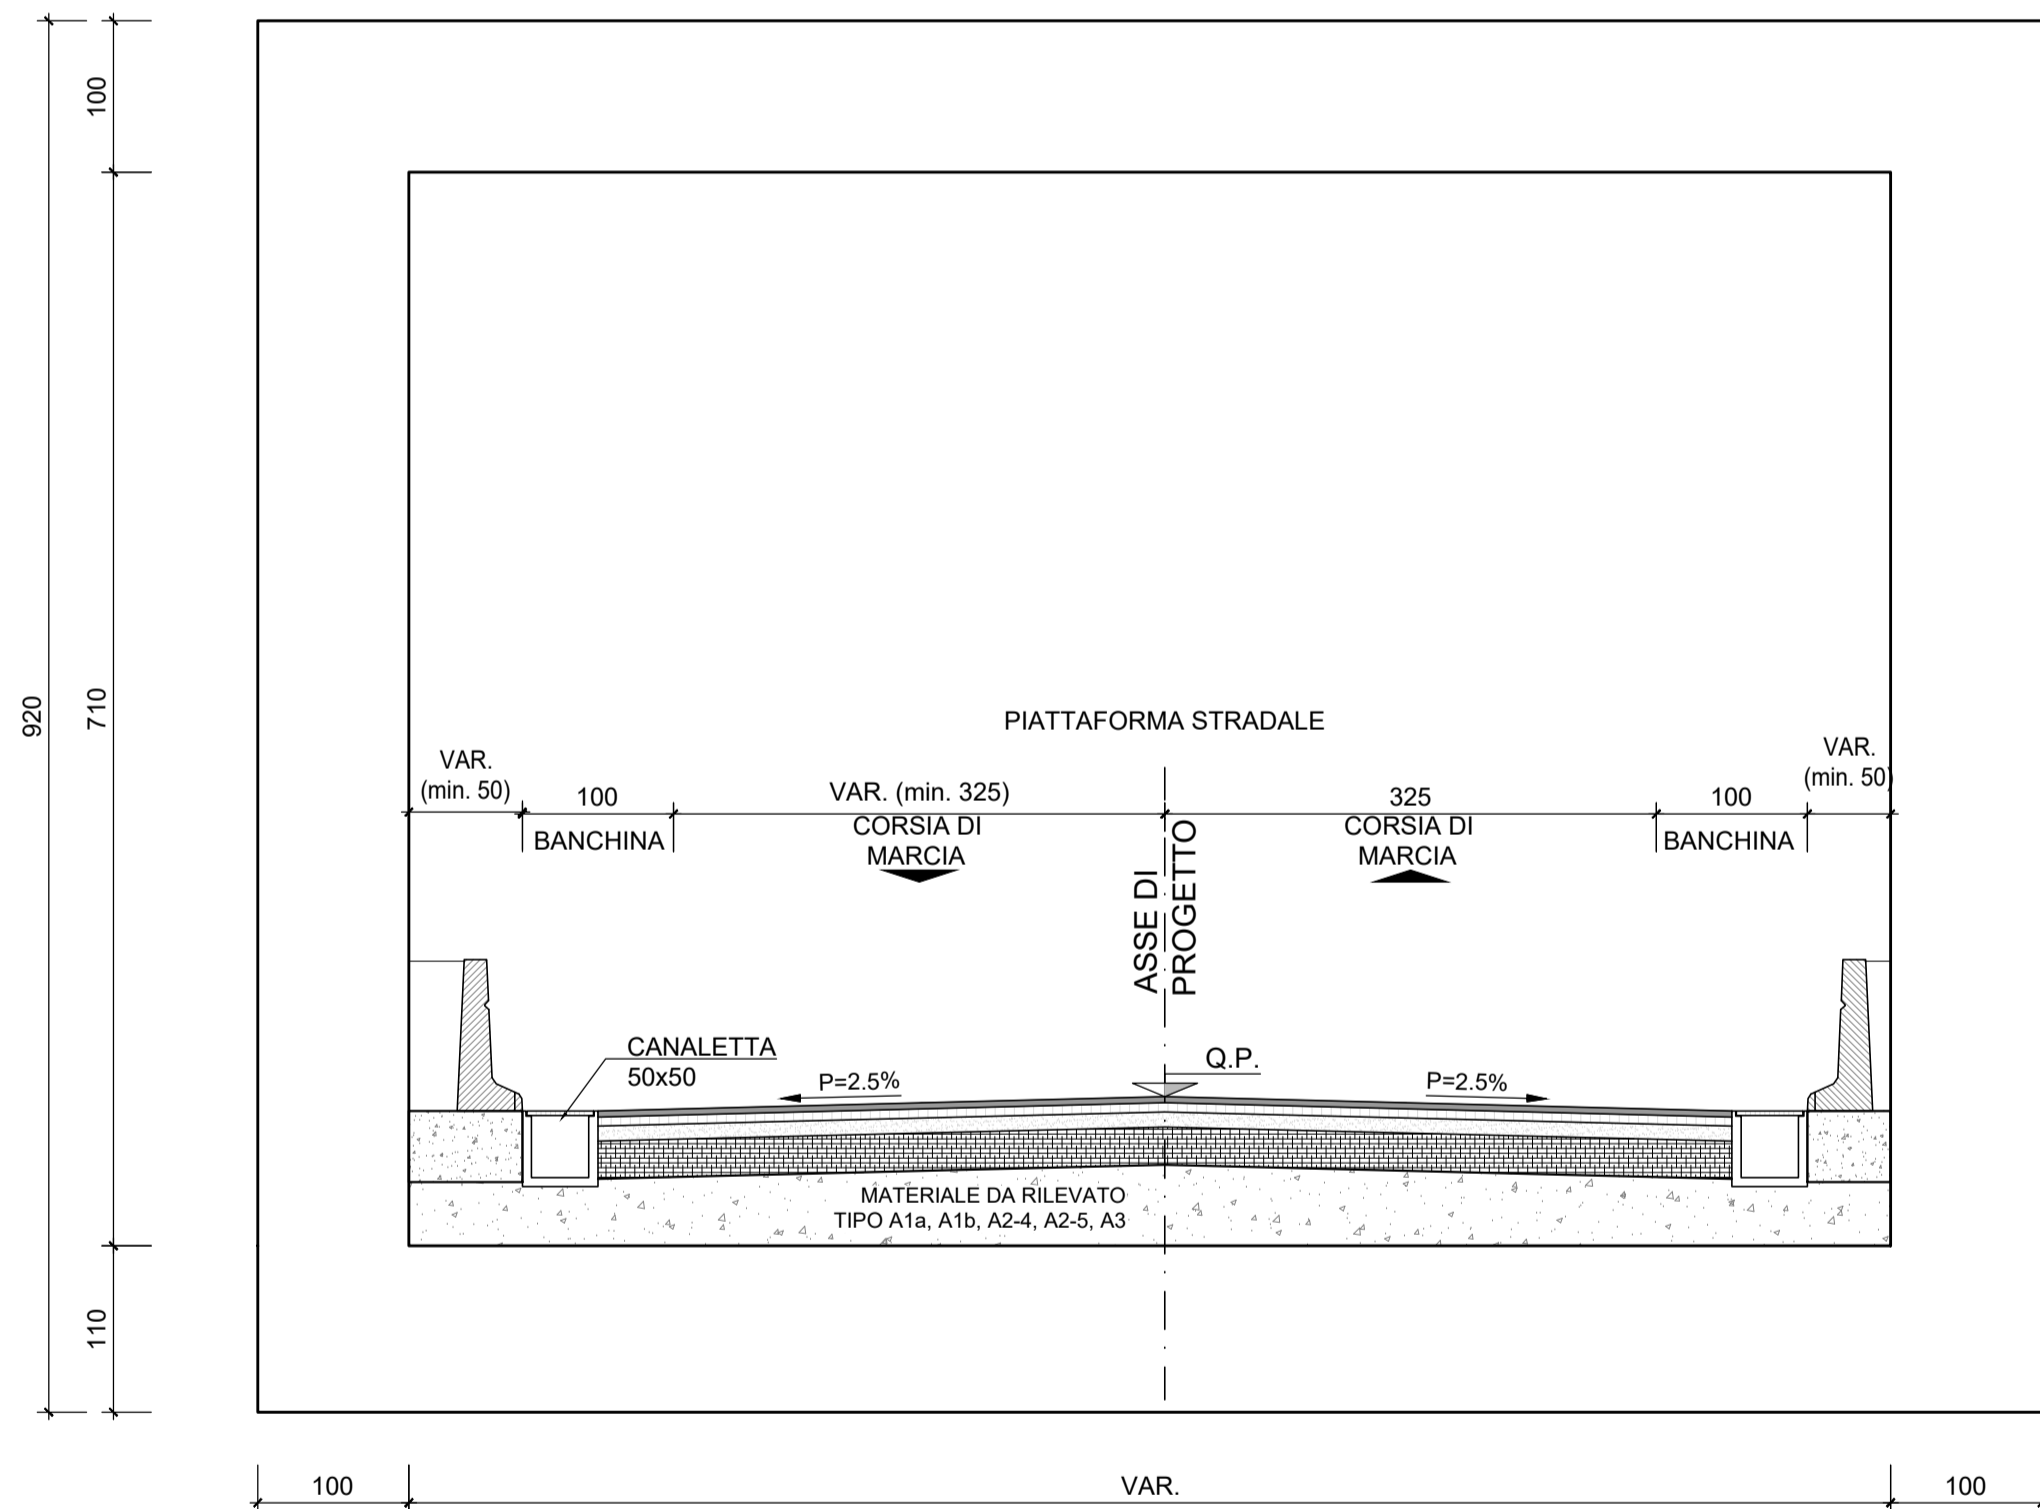 100
920
710
PIATTAFORMA STRADALE
VAR.
(min. 50)
100
VAR. (min. 325)
325
100
VAR.
(min. 50)
BANCHINA
CORSIA DI
MARCIA
CORSIA DI
MARCIA
BANCHINA
ASSE DI
PROGETTO
CANALETTA
50x50
P=2.5%
Q.P.
P=2.5%
MATERIALE DA RILEVATO
TIPO A1a, A1b, A2-4, A2-5, A3
110
100
VAR.
100